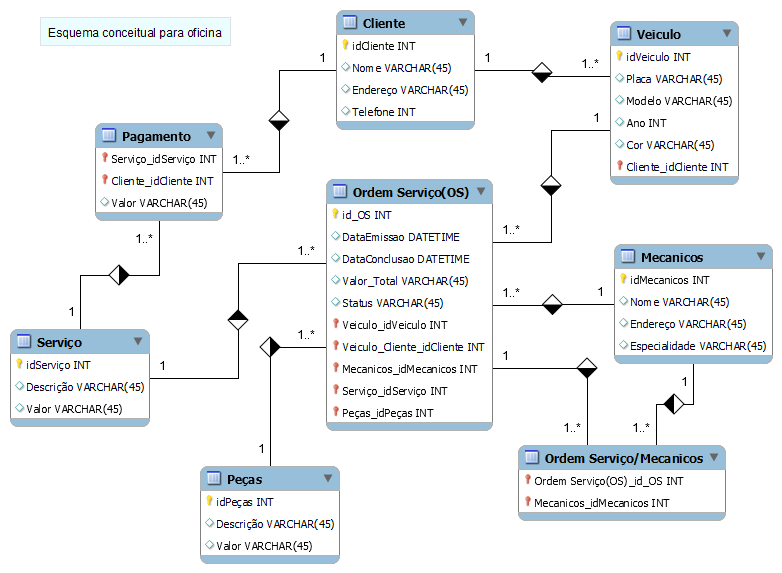 Esquema conceitual para oficina
Cliente
idCliente INT
Nome VARCHAR(45)
Endereço VARCHAR(45)
Telefone INT
Veiculo
idVeiculo INT
Placa VARCHAR(45)
Modelo VARCHAR(45)
Ano INT
Cor VARCHAR(45)
Cliente_idCliente INT
1
1
1..*
1..*
1
Pagamento
Serviço_idServiço INT
Cliente_idCliente INT
Valor VARCHAR(45)
Ordem Serviço(OS)
id_OS INT
DataEmissao DATETIME
DataConclusao DATETIME
Valor_Total VARCHAR(45)
Status VARCHAR(45)
Veiculo_idVeiculo INT
Veiculo_Cliente_idCliente INT
Mecanicos_idMecanicos INT
Serviço_idServiço INT
Peças_idPeças INT
1..*
1..*
1..*
1..*
1
1..*
1
Mecanicos
idMecanicos INT
Nome VARCHAR(45)
Endereço VARCHAR(45)
Especialidade VARCHAR(45)
1
Serviço
idServiço INT
Descrição VARCHAR(45)
Valor VARCHAR(45)
1
1
1
1..*
1..*
Peças
idPeças INT
Descrição VARCHAR(45)
Valor VARCHAR(45)
Ordem Serviço/Mecanicos
Ordem Serviço(OS) _id_OS INT
Mecanicos_idMecanicos INT